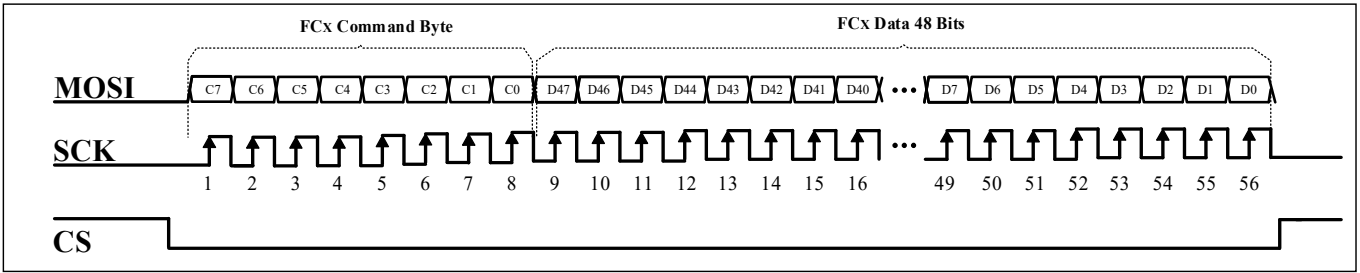 FCx Command Byte FCx Data 48 Bits
MOSI C7 C6 C5 C4 C3 C2 C1 C0 D47 D46 D45 D44 D43 D42 D41 D40 ••• D7 D6 D5 D4 D3 D2 D1 D0
SCK •••
1 2 3 4 5 6 7 8 9 10 11 12 13 14 15 16 49 50 51 52 53 54 55 56
CS